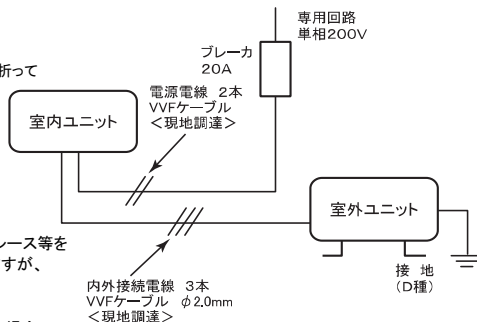 専用回路
単相200V
ブレーカ
20A
折って
電源電線 2本
VVFケーブル
<現地調達>
室内ユニット
室外ユニット
レース等を
すが、
接 地
(D種)
内外接続電線 3本
VVFケーブル φ2.0mm
<現地調達>